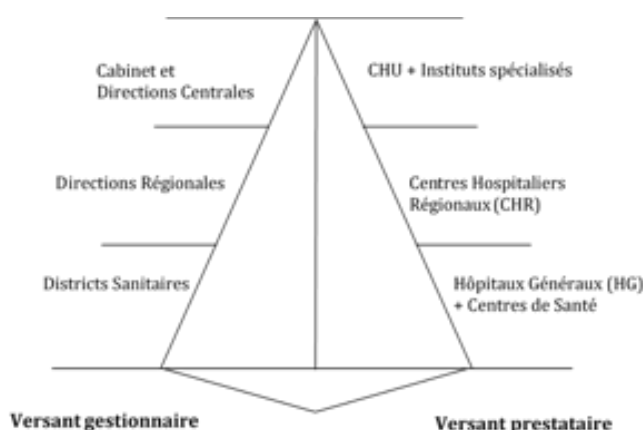 Cabinet et
Directions Centrales
CHU + Instituts spécialisés
Directions Régionales
Centres Hospitaliers
Régionaux (CHR)
Districts Sanitaires
Hôpitaux Généraux (HG)
+ Centres de Santé
Versant gestionnaire
Versant prestataire